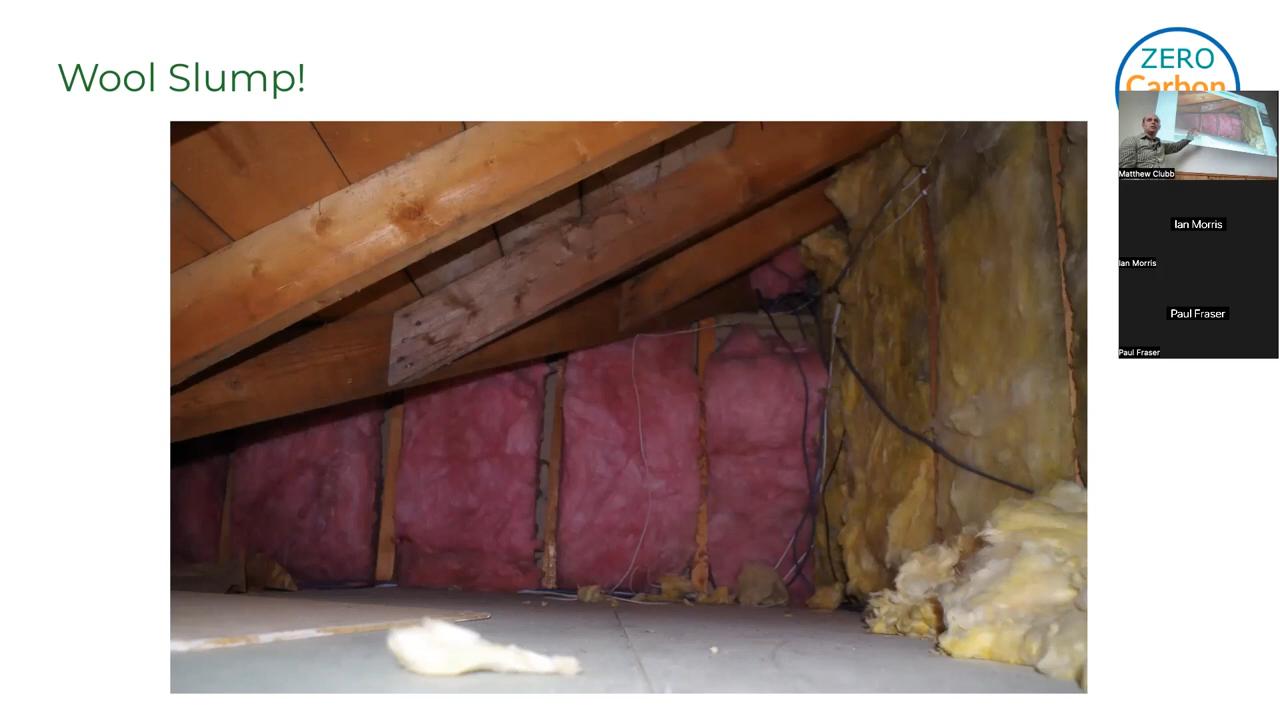 Wool Slump!
ZERO
Carbon
Matthew Clubb
Ian Morris
Ian Morris
Paul Fraser
Paul Fraser